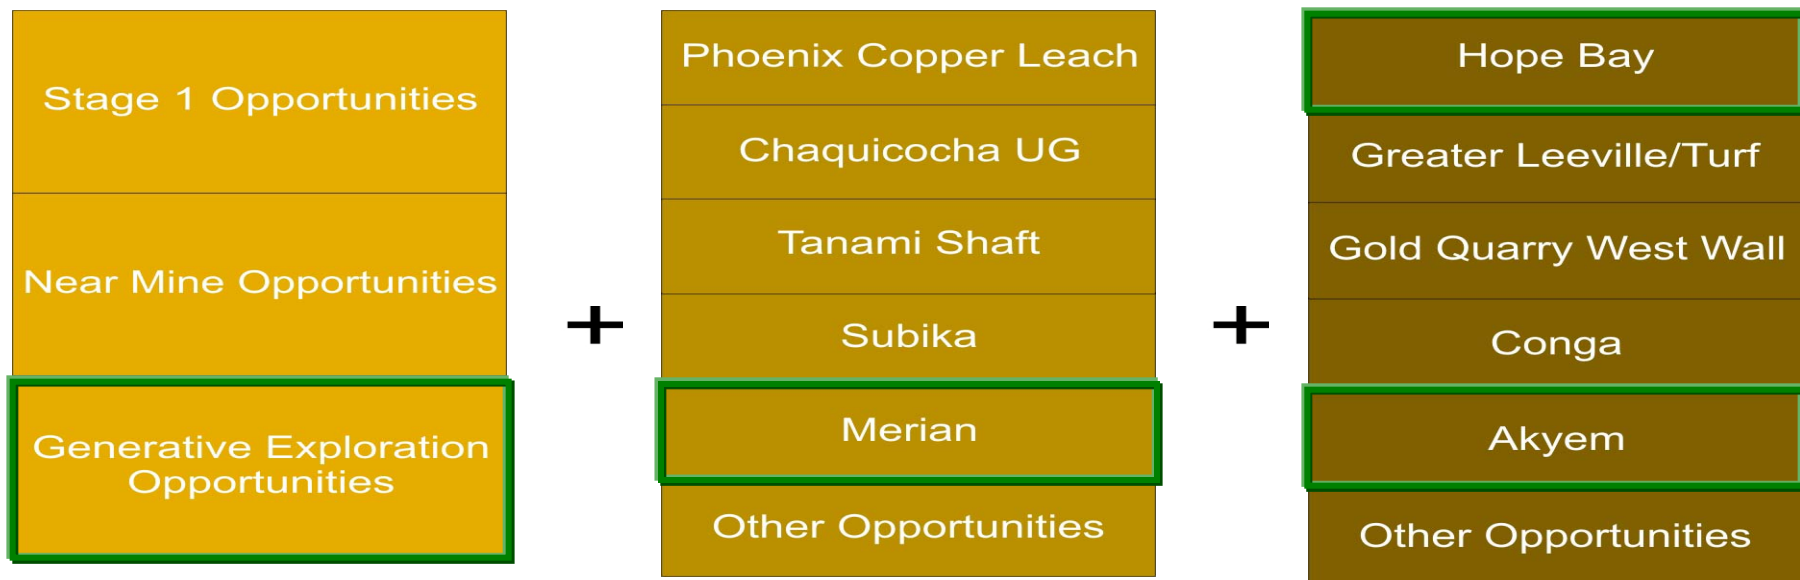 Stage 1 Opportunities
Near Mine Opportunities
Generative Exploration
Opportunities
+
Phoenix Copper Leach
Chaquicocha UG
Tanami Shaft
Subika
Merian
Other Opportunities
+
Hope Bay
Greater Leeville/Turf
Gold Quarry West Wall
Conga
Akyem
Other Opportunities